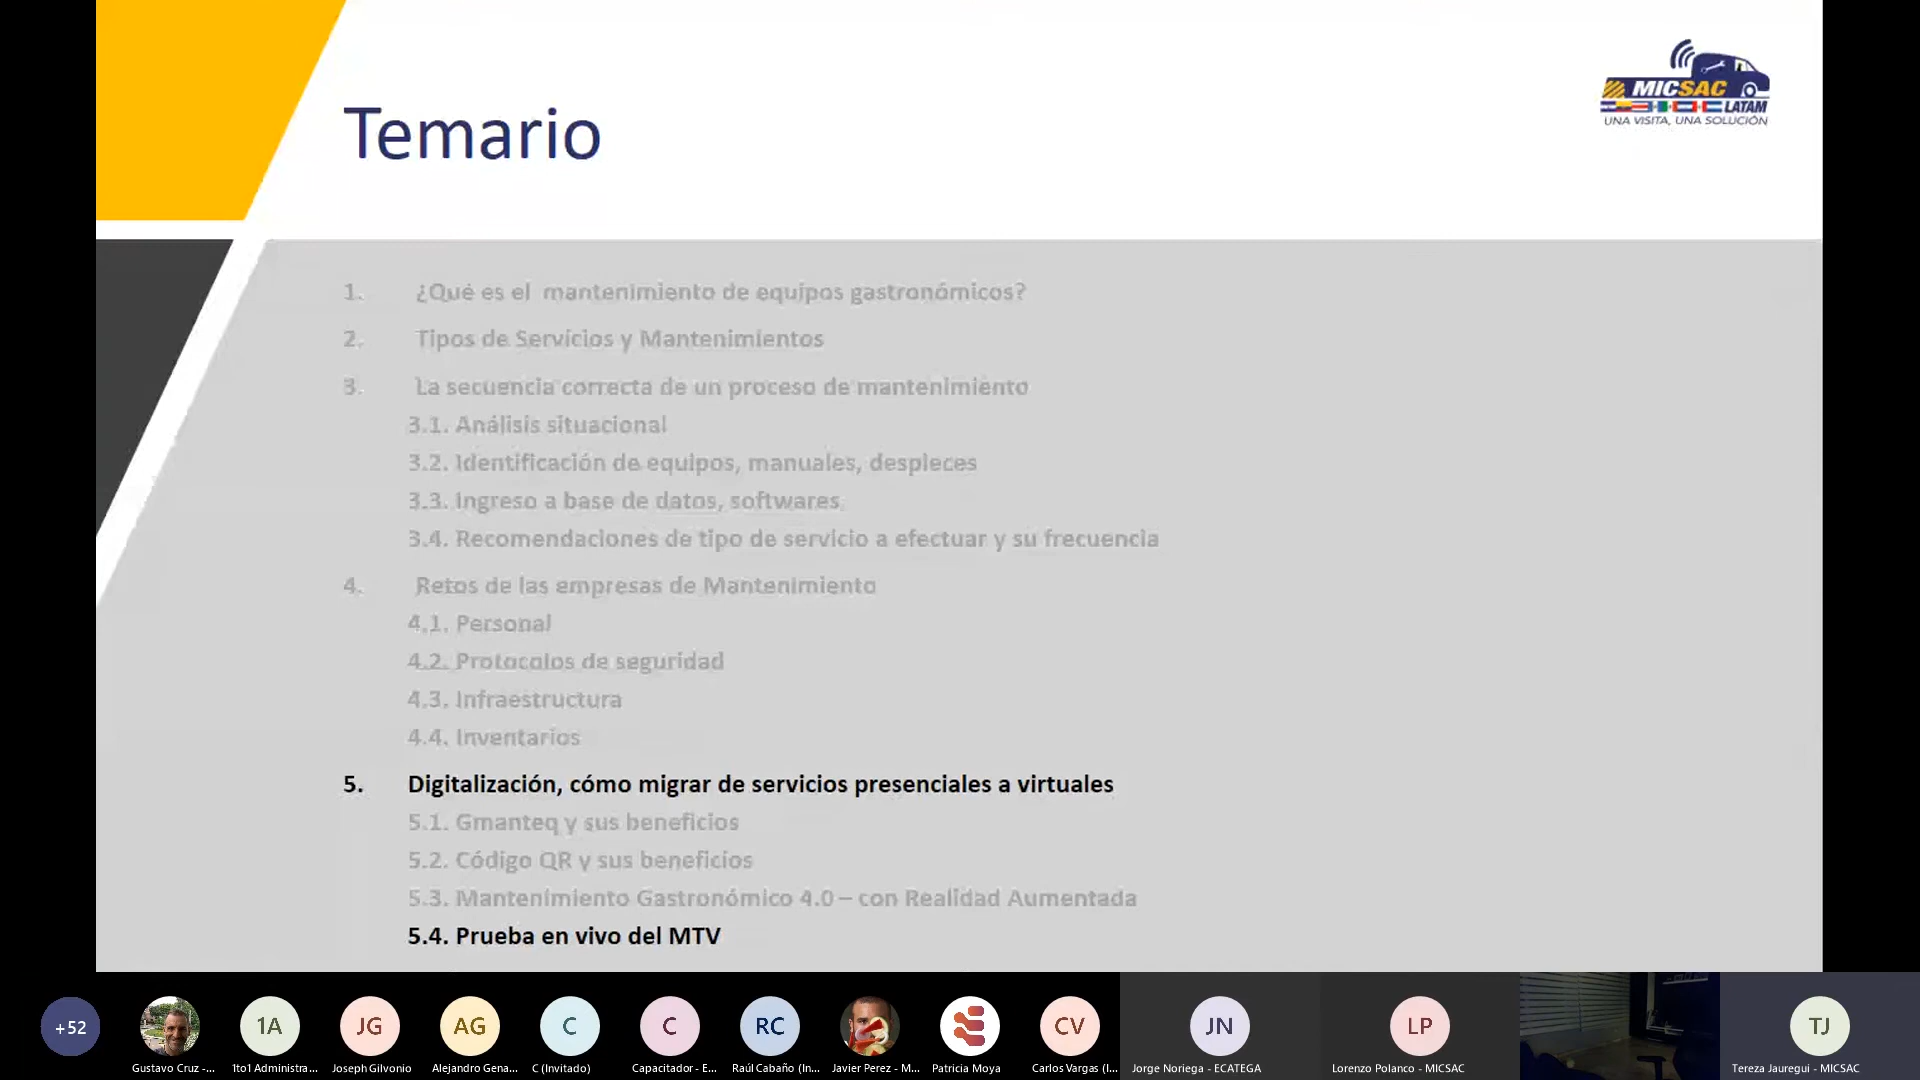 MICSAC
LATAM
UNA VISITA, UNA SOLUCIÓN
Temario
1. ¿Qué es el mantenimiento de equipos gastronómicos?
2. Tipos de Servicios y Mantenimientos
3. La secuencia correcta de un proceso de mantenimiento
3.1. Análisis situacional
3.2. Identificación de equipos, manuales, despieces
3.3. Ingreso a base de datos, softwares.
3.4. Recomendaciones de tipo de servicio a efectuar y su frecuencia
4. Retos de las empresas de Mantenimiento
4.1. Personal
4.2. Protocolos de seguridad
4.3. Infraestructura
4.4. Inventarios
5. Digitalización, cómo migrar de servicios presenciales a virtuales
5.1. Gmanteq y sus beneficios
5.2. Código QR y sus beneficios
5.3. Mantenimiento Gastronómico 4.0 – con Realidad Aumentada
5.4. Prueba en vivo del MTV
+52 1A JG AG C C RC CV JN LP TJ
Gustavo Cruz -... 1to1 Administra... Joseph Gilvonio Alejandro Gena... C (Invitado) Capacitador - E... Raúl Cabaño (In... Javier Perez - M... Patricia Moya Carlos Vargas (I... Jorge Noriega - ECATEGA Lorenzo Polanco - MICSAC Tereza Jauregui - MICSAC